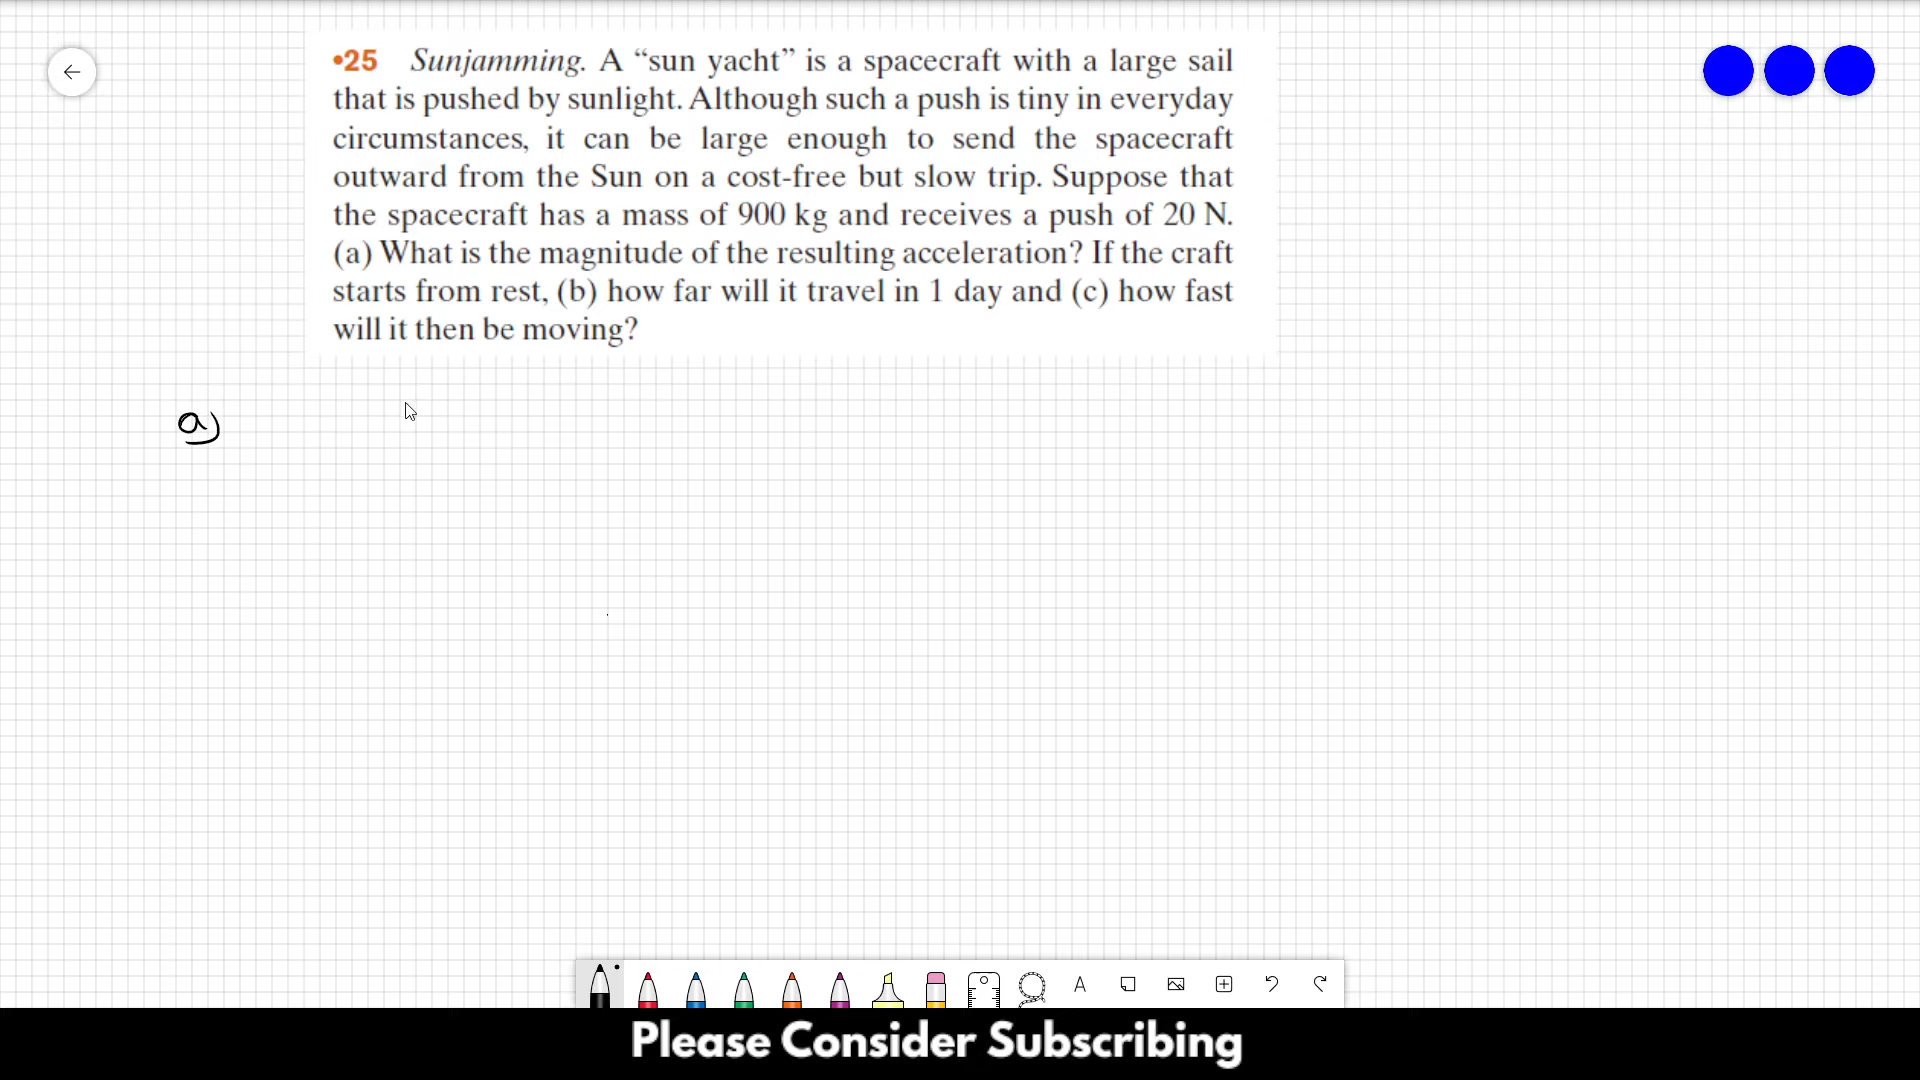 •25 Sunjamming. A “sun yacht” is a spacecraft with a large sail
that is pushed by sunlight. Although such a push is tiny in everyday
circumstances, it can be large enough to send the spacecraft
outward from the Sun on a cost-free but slow trip. Suppose that
the spacecraft has a mass of 900 kg and receives a push of 20 N.
(a) What is the magnitude of the resulting acceleration? If the craft
starts from rest, (b) how far will it travel in 1 day and (c) how fast
will it then be moving?
a)
A
Please Consider Subscribing